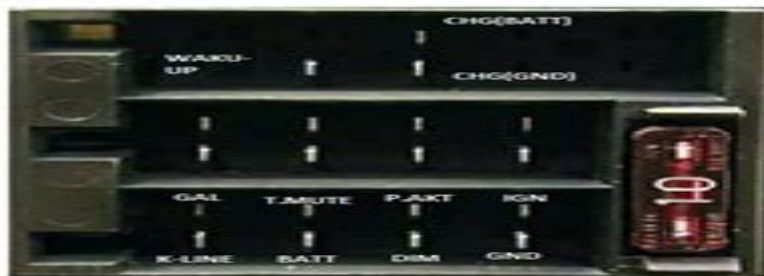 CHG(BATT)
WAKU-
UP
CHG(GND)
GAL T.MUTE P.AKT IGN
K-LINE BATT DIM GND
10